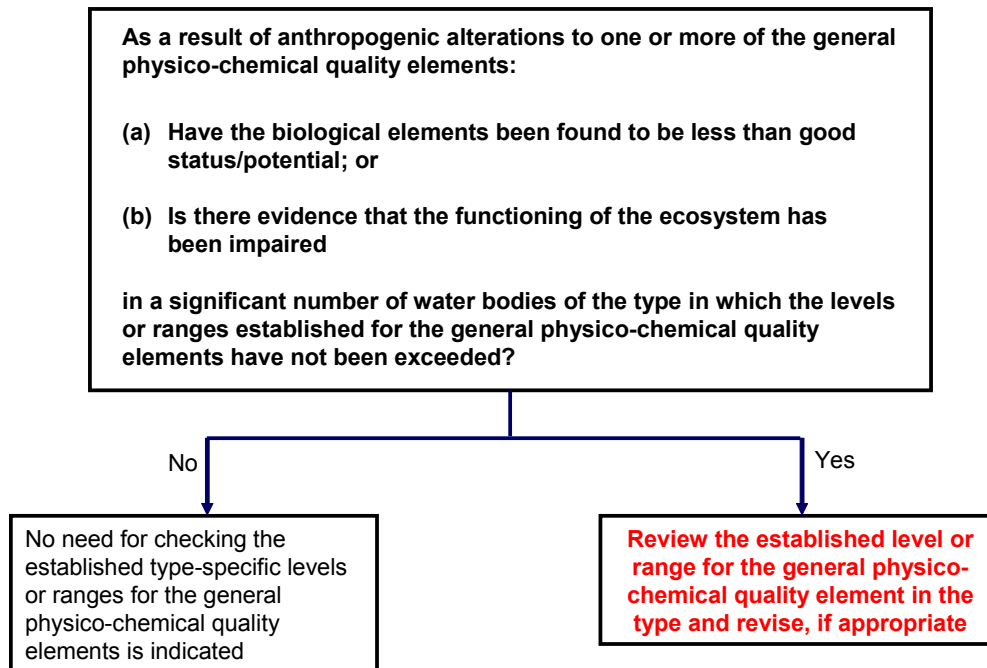 As a result of anthropogenic alterations to one or more of the general
physico-chemical quality elements:
(a) Have the biological elements been found to be less than good
status/potential; or
(b) Is there evidence that the functioning of the ecosystem has
been impaired
in a significant number of water bodies of the type in which the levels
or ranges established for the general physico-chemical quality
elements have not been exceeded?
No
Yes
No need for checking the
established type-specific levels
or ranges for the general
physico-chemical quality
elements is indicated
Review the established level or
range for the general physico-
chemical quality element in the
type and revise, if appropriate